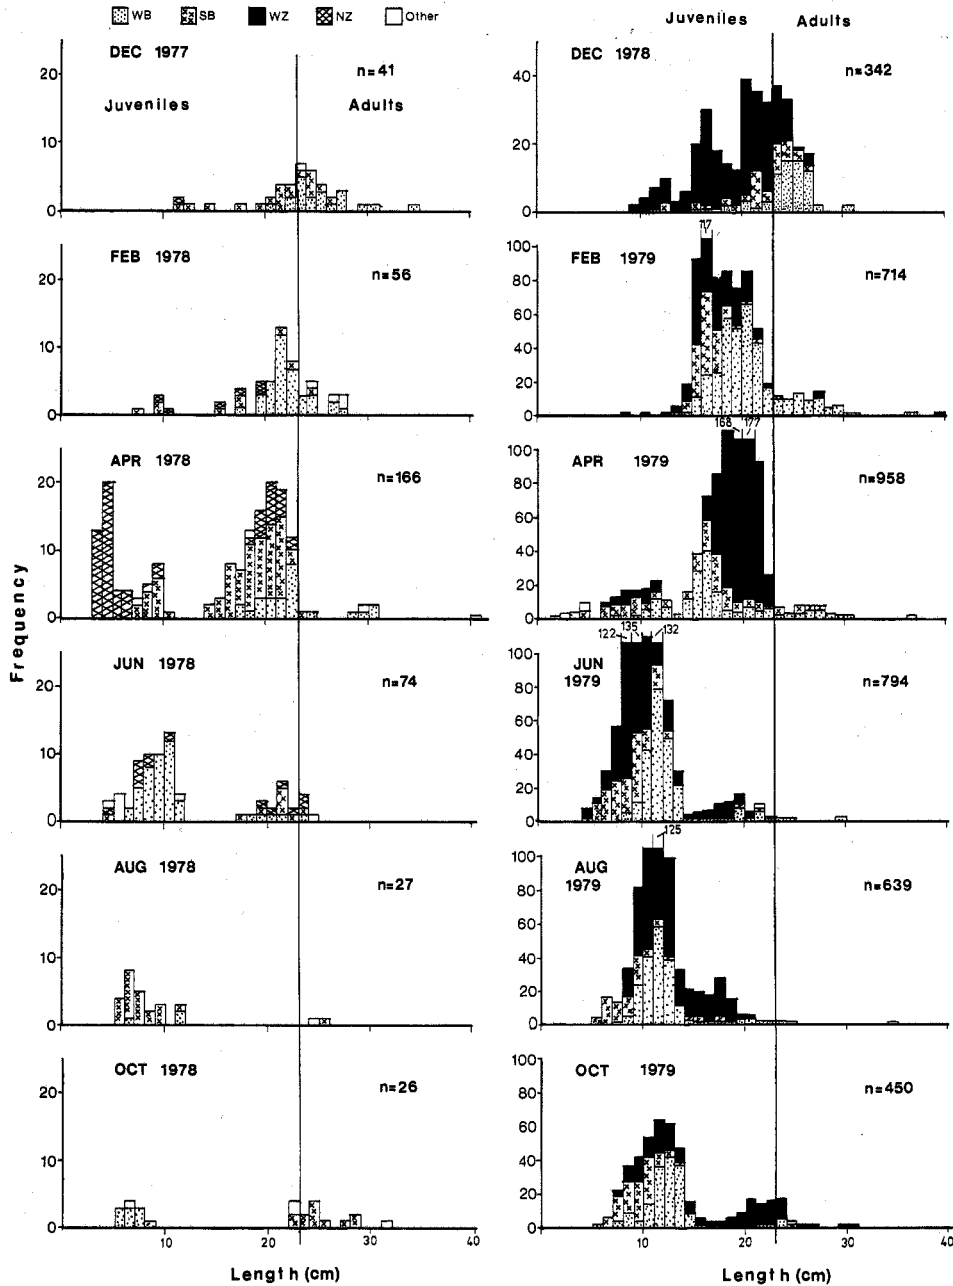 WB SB WZ NZ Other
Juveniles Adults
DEC 1977
n=41
Juveniles Adults
20
10
0
10 20 30 40
DEC 1978
n=342
40
20
0
FEB 1978
n=56
20
10
0
FEB 1979
n=714
117
100
80
60
40
20
0
APR 1978
n=166
20
10
0
APR 1979
n=958
168 177
100
80
60
40
20
0
Frequency
JUN 1978
n=74
20
10
0
JUN
1979
n=794
122 135 132
100
80
60
40
20
0
AUG 1978
n=27
20
10
0
AUG
1979
n=639
125
100
80
60
40
20
0
OCT 1978
n=26
20
10
0
10 20 30 40
Length (cm)
OCT 1979
n=450
100
80
60
40
20
0
10 20 30 40
Length (cm)